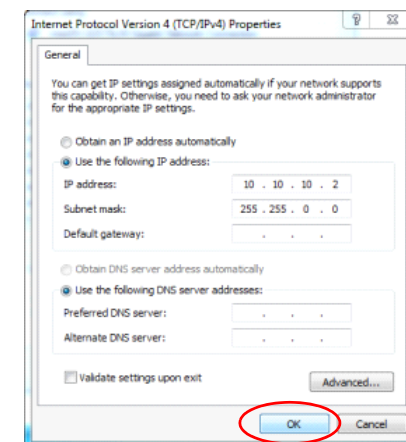 Internet Protocol Version 4 (TCP/IPv4) Properties
General
You can get IP settings assigned automatically if your network supports
this capability. Otherwise, you need to ask your network administrator
for the appropriate IP settings.
Obtain an IP address automatically
Use the following IP address:
IP address: 10 . 10 . 10 . 2
Subnet mask: 255 . 255 . 0 . 0
Default gateway: . . .
Obtain DNS server address automatically
Use the following DNS server addresses:
Preferred DNS server: . . .
Alternate DNS server: . . .
Validate settings upon exit
Advanced...
OK Cancel